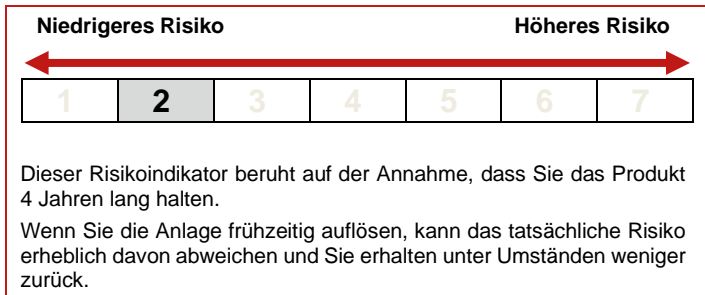 Niedrigeres Risiko Höheres Risiko
1 2 3 4 5 6 7
Dieser Risikoindikator beruht auf der Annahme, dass Sie das Produkt
4 Jahren lang halten.
Wenn Sie die Anlage frühzeitig auflösen, kann das tatsächliche Risiko
erheblich davon abweichen und Sie erhalten unter Umständen weniger
zurück.